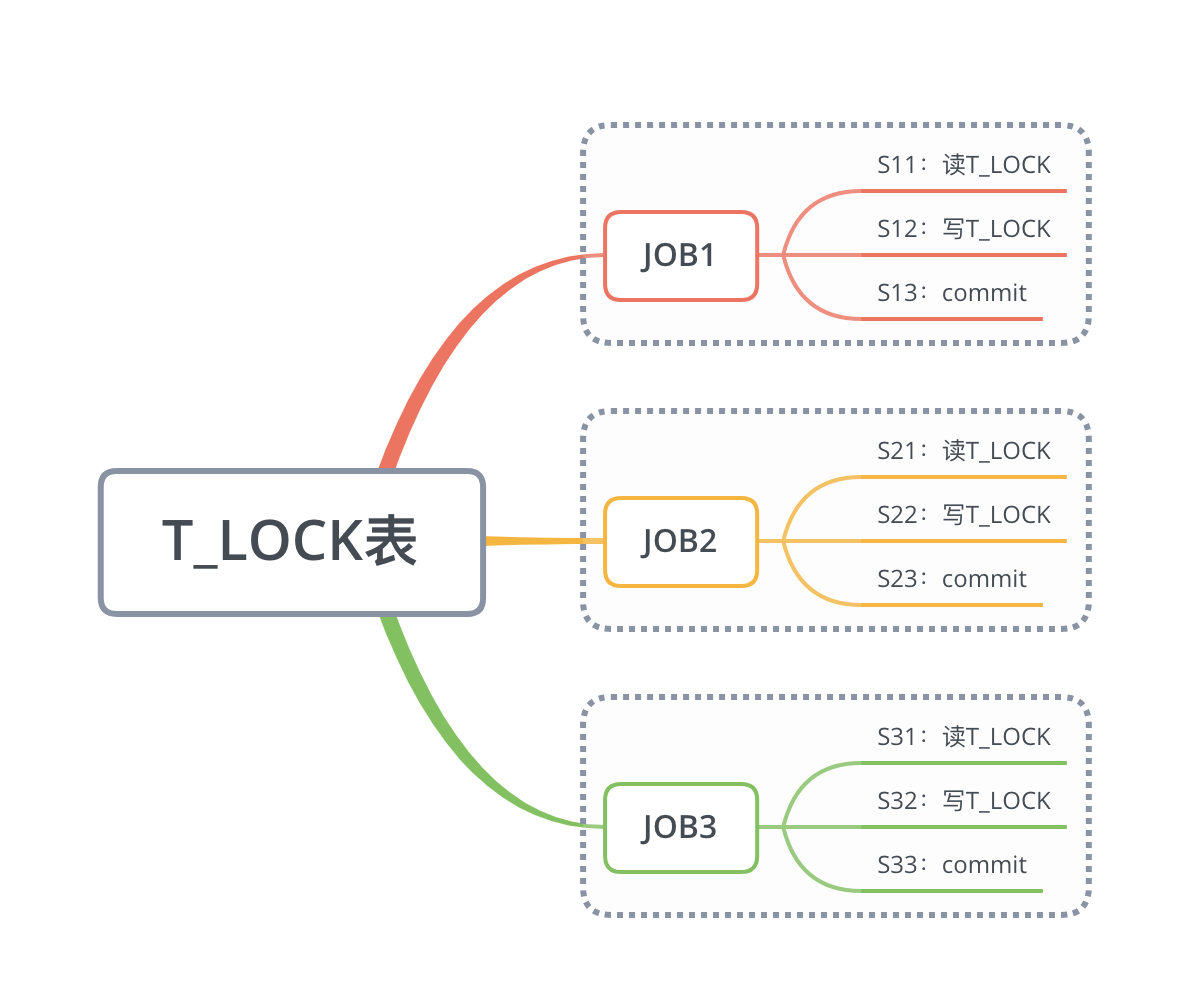 T_LOCK表
JOB1
S11：读T_LOCK
S12：写T_LOCK
S13：commit
JOB2
S21：读T_LOCK
S22：写T_LOCK
S23：commit
JOB3
S31：读T_LOCK
S32：写T_LOCK
S33：commit